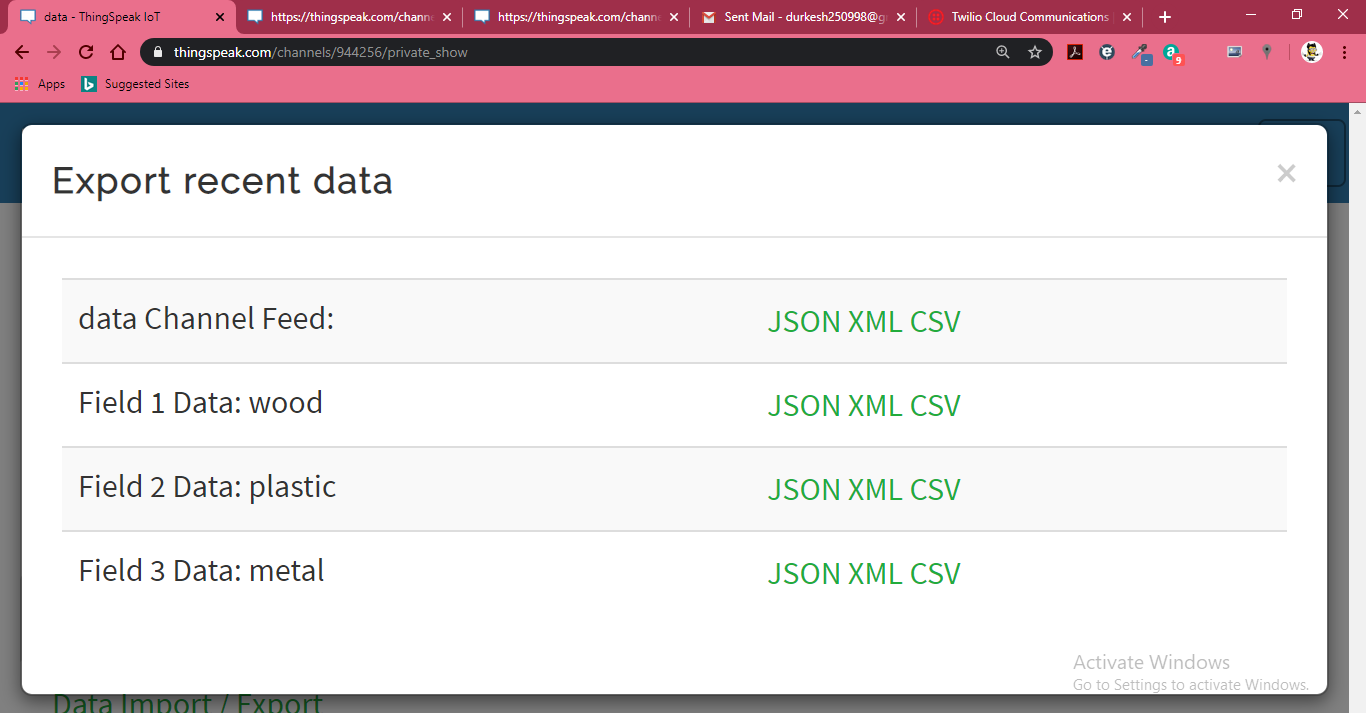 data - ThingSpeak IoT
https://thingspeak.com/channe
https://thingspeak.com/channe
Sent Mail - durkesh250998@g
Twilio Cloud Communications
thingspeak.com/channels/944256/private_show
9
Apps
Suggested Sites
Export recent data
data Channel Feed: JSON XML CSV
Field 1 Data: wood JSON XML CSV
Field 2 Data: plastic JSON XML CSV
Field 3 Data: metal JSON XML CSV
Activate Windows
Go to Settings to activate Windows.
Data Import / Export